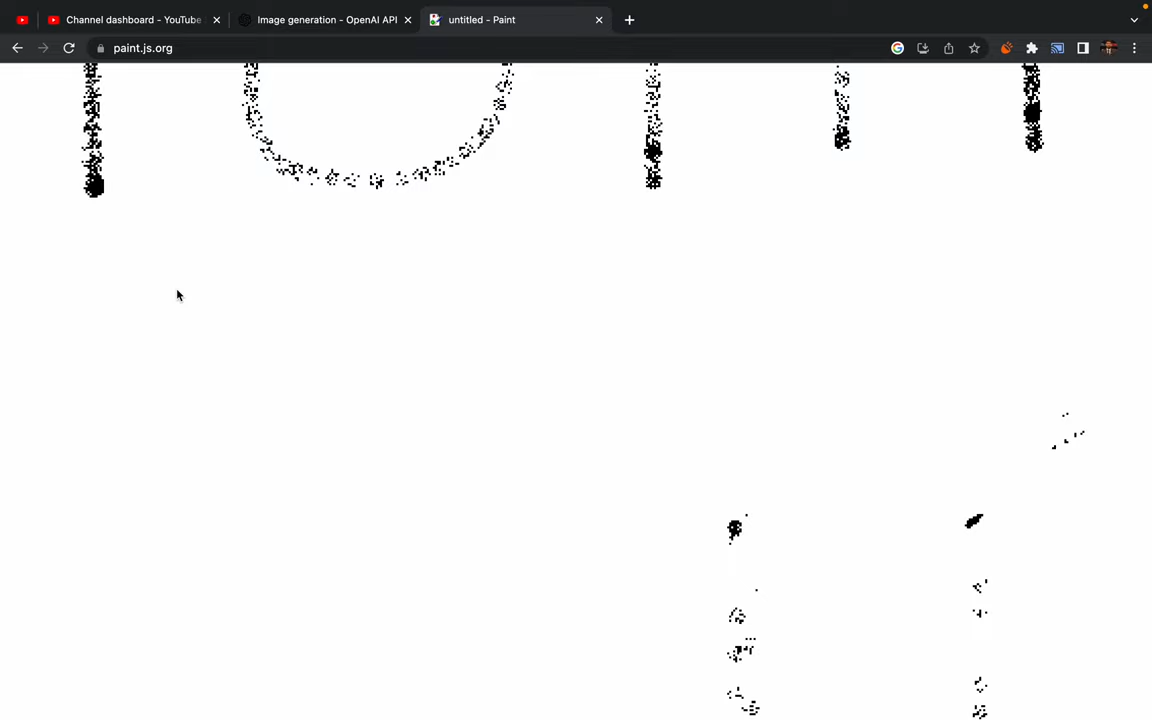 Channel dashboard - YouTube
Image generation - OpenAI API
untitled - Paint
paint.js.org